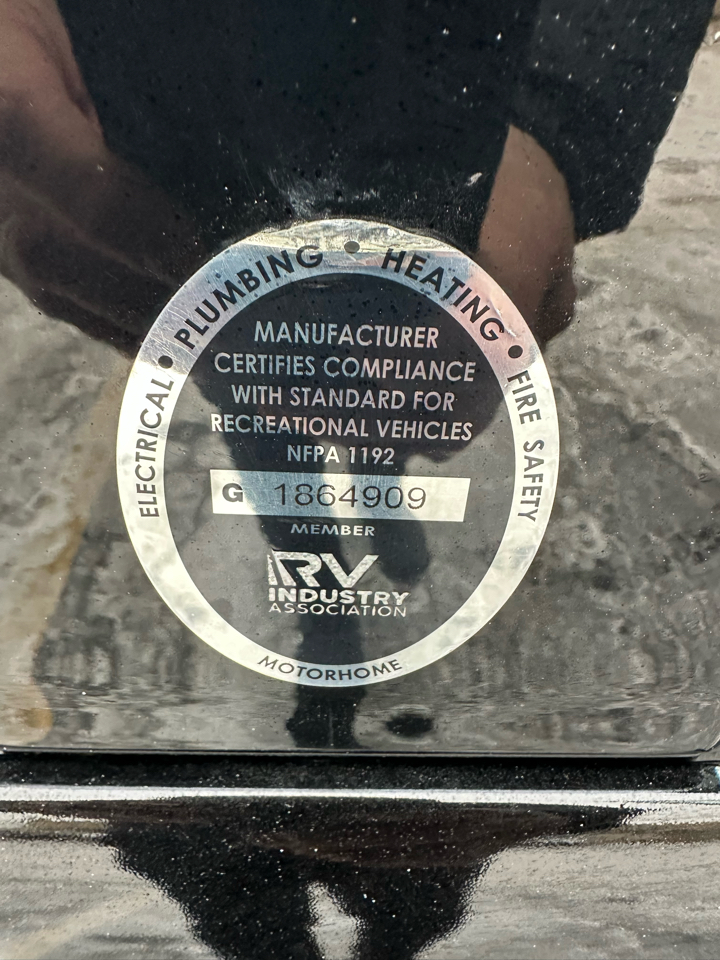 ELECTRICAL • PLUMBING • HEATING • FIRE SAFETY
MANUFACTURER
CERTIFIES COMPLIANCE
WITH STANDARD FOR
RECREATIONAL VEHICLES
NFPA 1192
G 1864909
MEMBER
RV
INDUSTRY
ASSOCIATION
MOTORHOME